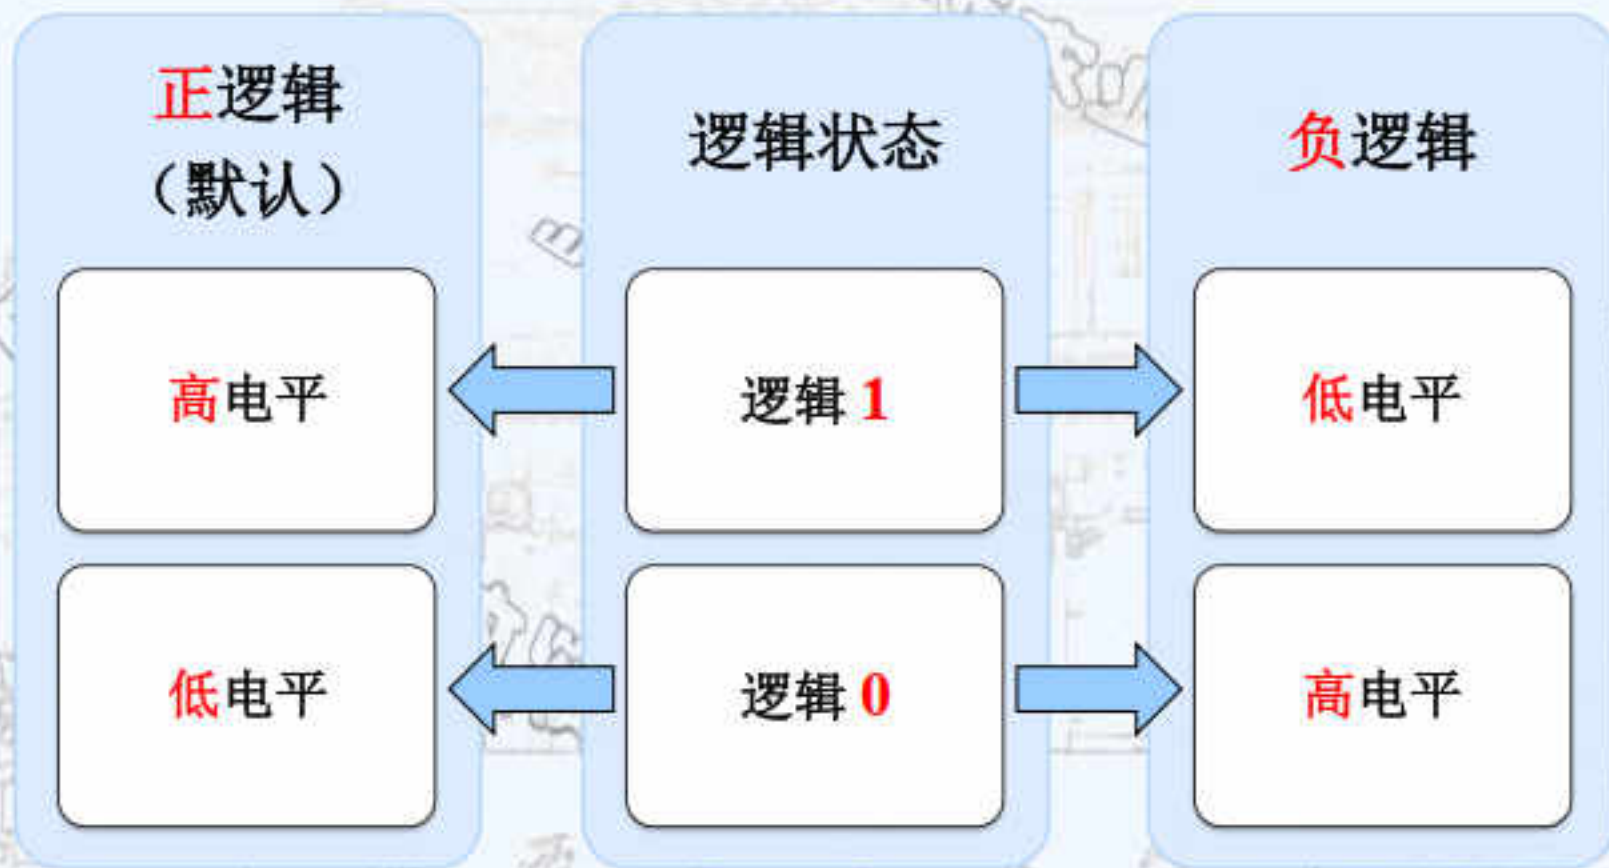 正逻辑
（默认）
逻辑状态
负逻辑
高电平
逻辑 1
低电平
低电平
逻辑 0
高电平